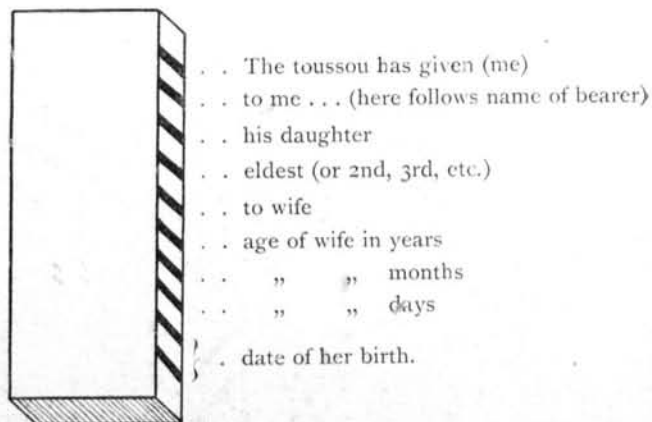 . . The toussou has given (me)
. . to me ... (here follows name of bearer)
. . his daughter
. . eldest (or 2nd, 3rd, etc.)
. . to wife
. . age of wife in years
. . „ „ months
. . „ „ days
} . date of her birth.